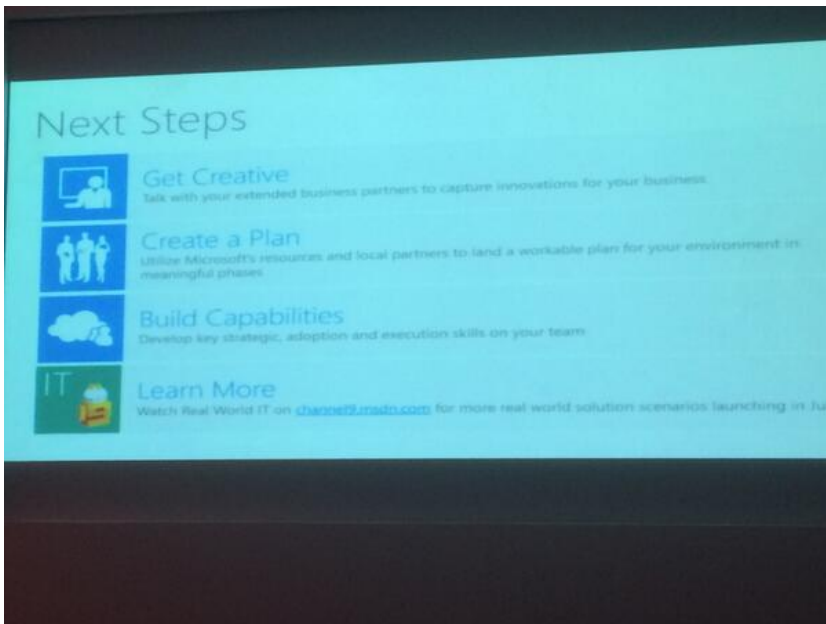 Next Steps
Get Creative
Talk with your extended business partners to capture innovations for your business.
Create a Plan
Utilize Microsoft's resources and local partners to land a workable plan for your environment in
meaningful phases
Build Capabilities
Develop key strategic, adoption and execution skills on your team
IT
Learn More
Watch Real World IT on channel9.msdn.com for more real world solution scenarios launching in